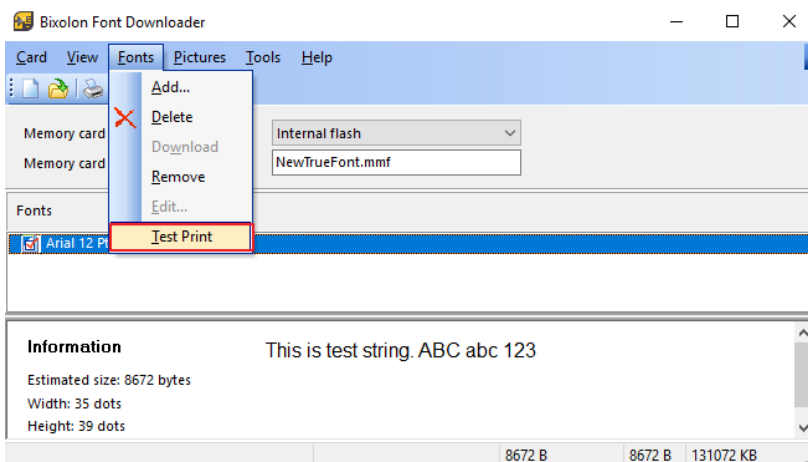 Bixolon Font Downloader
Card View Fonts Pictures Tools Help
Add...
Delete
Download
Remove
Edit...
Test Print
Memory card
Internal flash
Memory card
NewTrueFont.mmf
Fonts
Arial 12 Pt
Information
This is test string. ABC abc 123
Estimated size: 8672 bytes
Width: 35 dots
Height: 39 dots
8672 B 8672 B 131072 KB